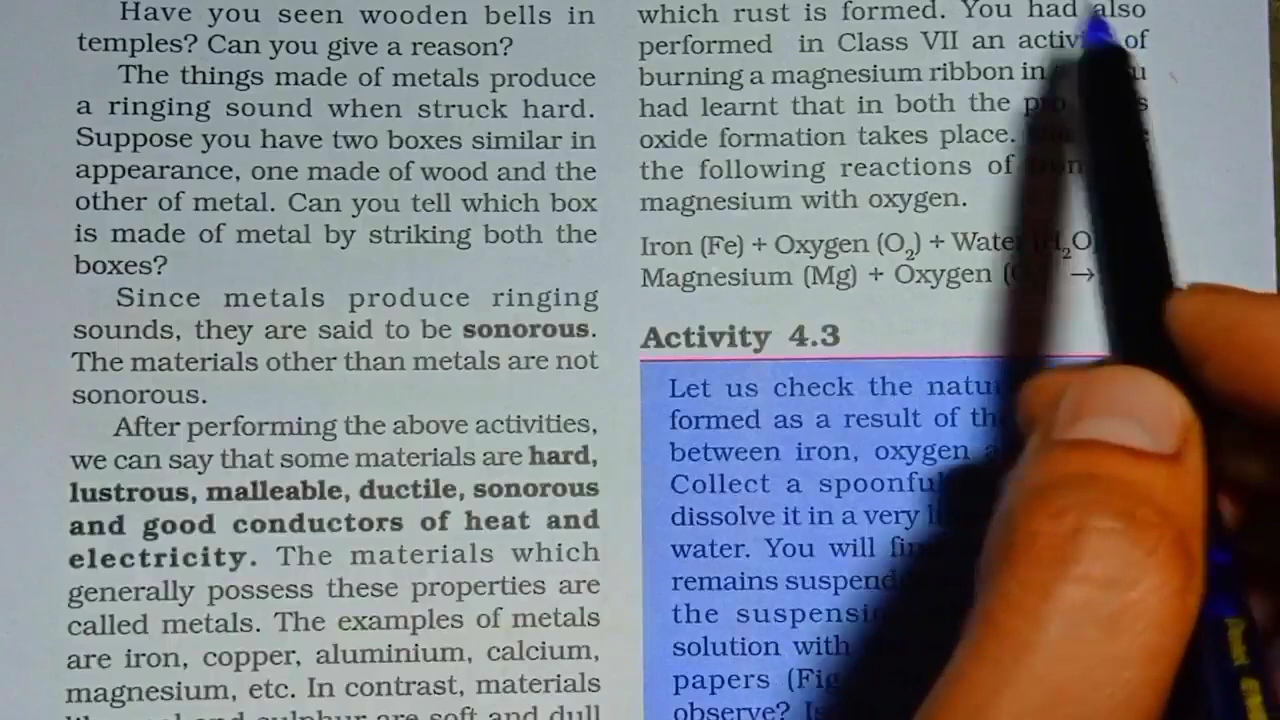 Have you seen wooden bells in
temples? Can you give a reason?
The things made of metals produce
a ringing sound when struck hard.
Suppose you have two boxes similar in
appearance, one made of wood and the
other of metal. Can you tell which box
is made of metal by striking both the
boxes?
Since metals produce ringing
sounds, they are said to be sonorous.
The materials other than metals are not
sonorous.
After performing the above activities,
we can say that some materials are hard,
lustrous, malleable, ductile, sonorous
and good conductors of heat and
electricity. The materials which
generally possess these properties are
called metals. The examples of metals
are iron, copper, aluminium, calcium,
magnesium, etc. In contrast, materials
sulphur are soft and dull
which rust is formed. You had also
performed in Class VII an of
burning a magnesium ribbon in
had learnt that in both the
oxide formation takes place.
the following reactions of
magnesium with oxygen.
Iron (Fe) + Oxygen (O₂) + Water (H₂O)
Magnesium (Mg) + Oxygen →
Activity 4.3
Let us check the
formed as a result of
between iron, oxygen
Collect a
dissolve it in a very
water. You will
remains
the
solution with
papers
observe?